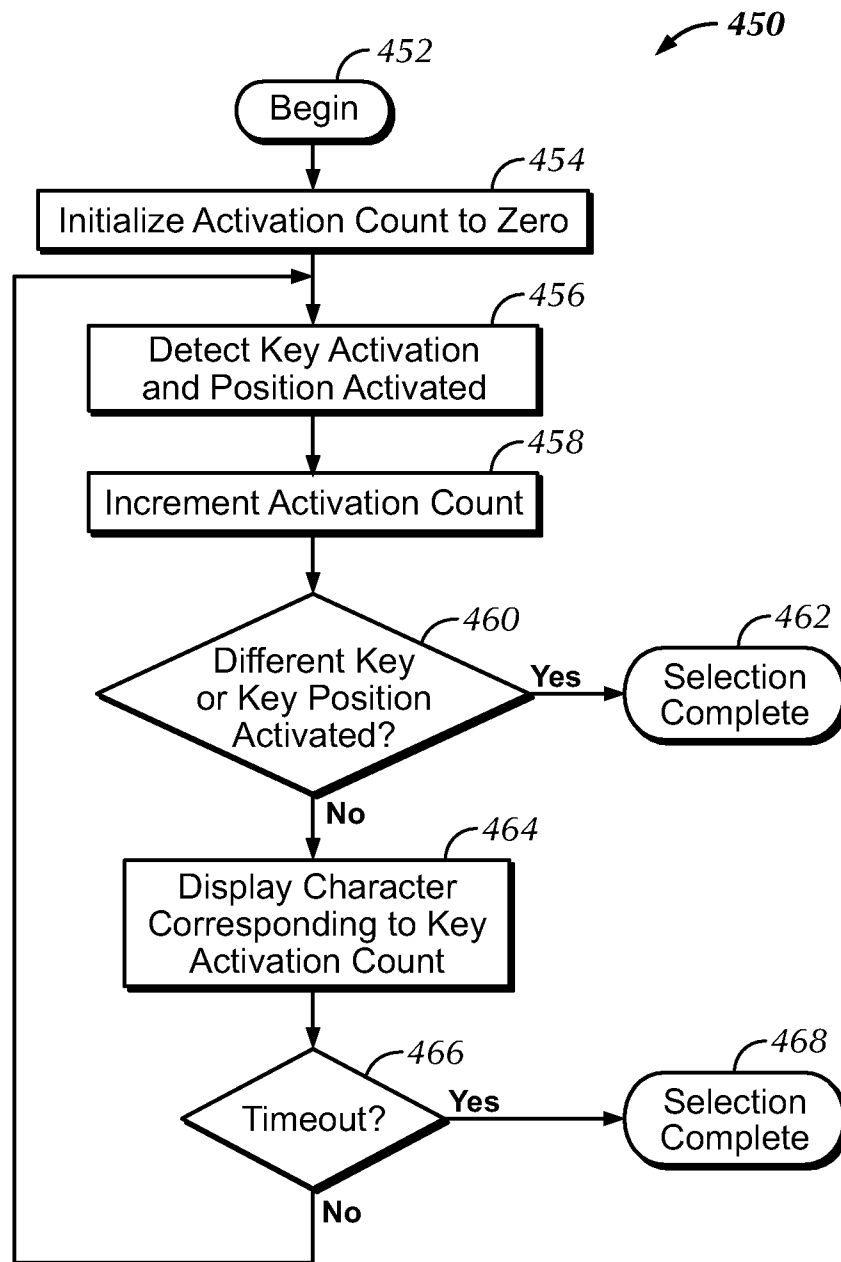 450
452
Begin
454
Initialize Activation Count to Zero
456
Detect Key Activation
and Position Activated
458
Increment Activation Count
460
Different Key
or Key Position
Activated?
Yes
462
Selection
Complete
No
464
Display Character
Corresponding to Key
Activation Count
466
Timeout?
Yes
468
Selection
Complete
No